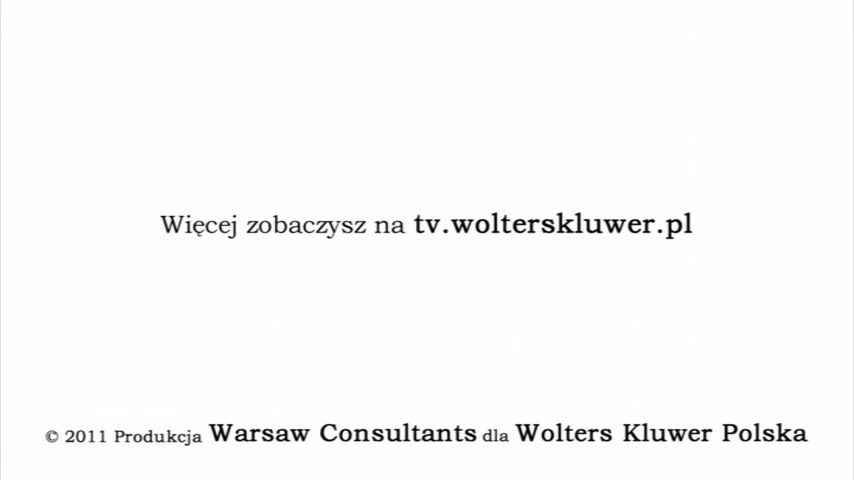 Więcej zobaczysz na tv.wolterskluwer.pl
© 2011 Produkcja Warsaw Consultants dla Wolters Kluwer Polska